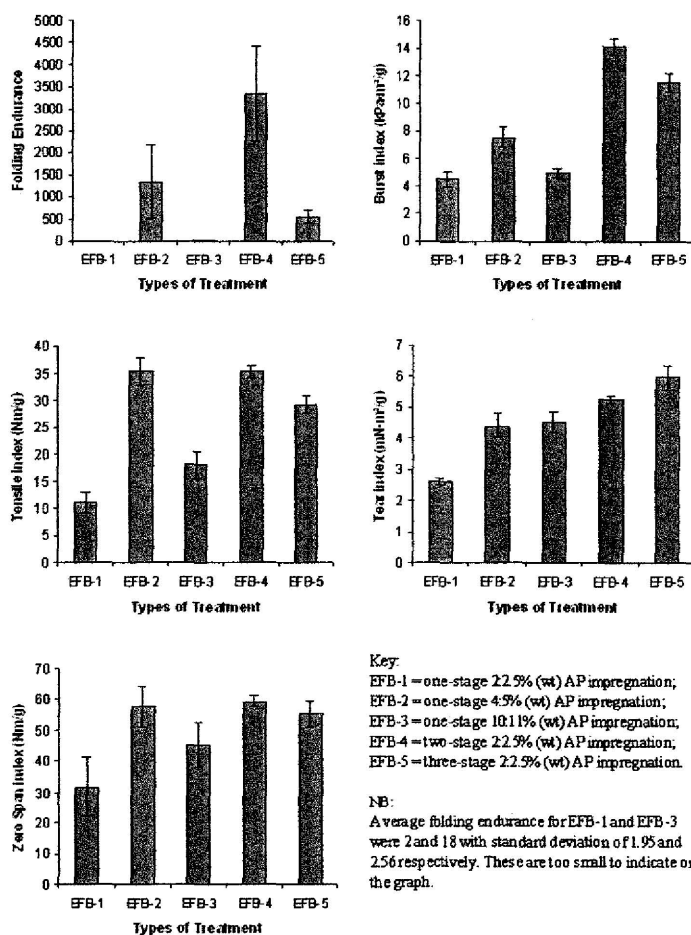 5000
4500
4000
3500
3000
2500
2000
1500
1000
500
0
Folding Endurance
EFB-1 EFB-2 EFB-3 EFB-4 EFB-5
Types of Treatment
16
14
12
10
8
6
4
2
0
Burst Index (kPa·m²/g)
EFB-1 EFB-2 EFB-3 EFB-4 EFB-5
Types of Treatment
40
35
30
25
20
15
10
5
0
Tensile Index (Nm/g)
EFB-1 EFB-2 EFB-3 EFB-4 EFB-5
Types of Treatment
7
6
5
4
3
2
1
0
Tear Index (mN·m²/g)
EFB-1 EFB-2 EFB-3 EFB-4 EFB-5
Types of Treatment
70
60
50
40
30
20
10
0
Zero Span Index (Nm/g)
EFB-1 EFB-2 EFB-3 EFB-4 EFB-5
Types of Treatment
Key:
EFB-1 = one-stage 2:2.5% (wt) AP impregnation;
EFB-2 = one-stage 4:5% (wt) AP impregnation;
EFB-3 = one-stage 10:11% (wt) AP impregnation;
EFB-4 = two-stage 2:2.5% (wt) AP impregnation;
EFB-5 = three-stage 2:2.5% (wt) AP impregnation.
NB:
Average folding endurance for EFB-1 and EFB-3
were 2 and 18 with standard deviation of 1.95 and
2.56 respectively. These are too small to indicate on
the graph.